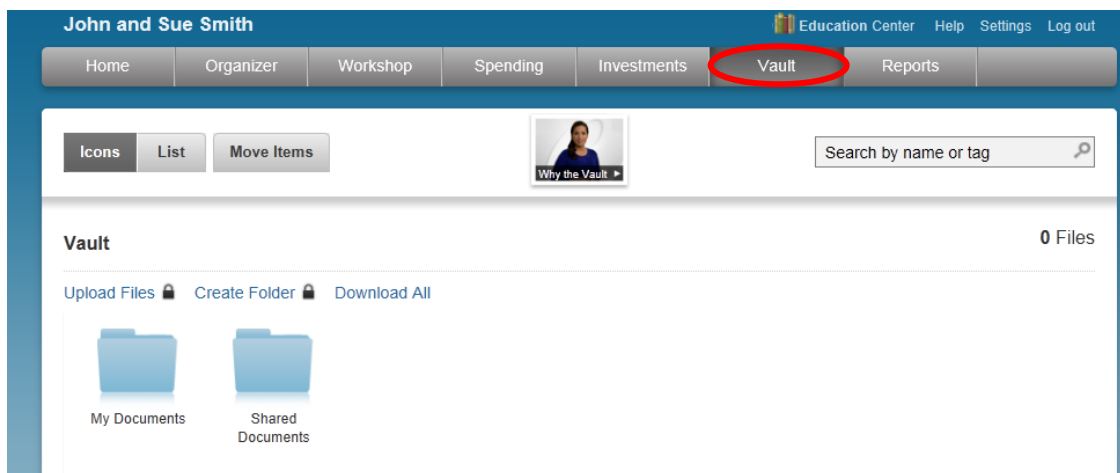 John and Sue Smith
Education Center Help Settings Log out
Home Organizer Workshop Spending Investments Vault Reports
Icons List Move Items
Why the Vault
Search by name or tag
Vault
0 Files
Upload Files Create Folder Download All
My Documents
Shared
Documents